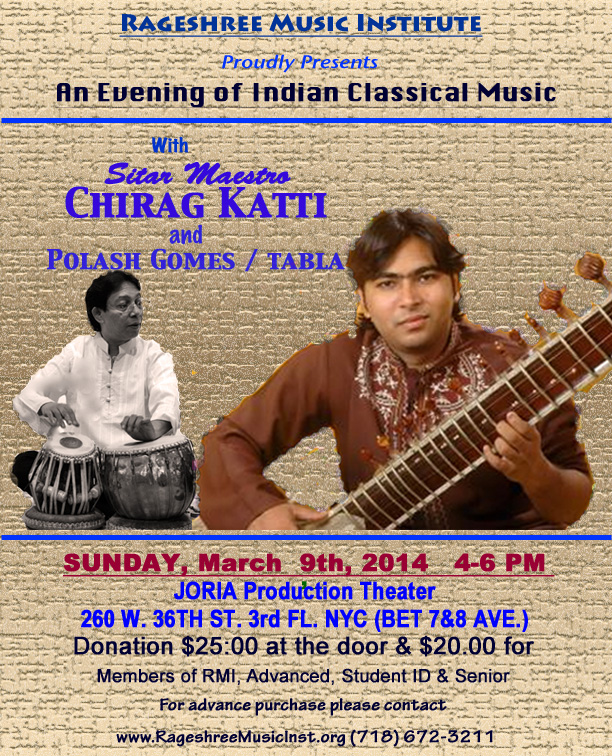 Rageshree Music Institute
Proudly Presents
An Evening of Indian Classical Music
With
Sitar Maestro
Chirag Katti
and
Polash Gomes / tabla
SUNDAY, March 9th, 2014 4-6 PM
JORIA Production Theater
260 W. 36TH ST. 3rd FL. NYC (BET 7&8 AVE.)
Donation $25:00 at the door & $20.00 for
Members of RMI, Advanced, Student ID & Senior
For advance purchase please contact
www.RageshreeMusicInst.org (718) 672-3211